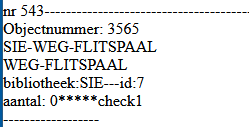 nr 543-----------------------------------------
Objectnummer: 3565
SIE-WEG-FLITSPAAL
WEG-FLITSPAAL
bibliotheek:SIE---id:7
aantal: 0*****check1
------------------